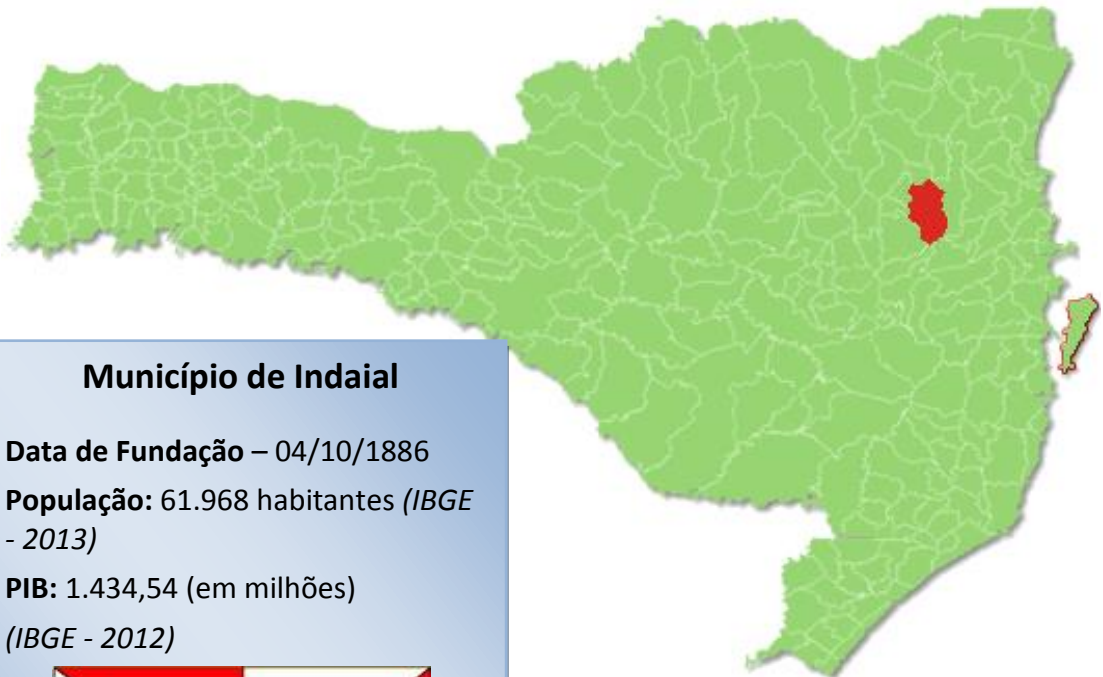 Município de Indaial
Data de Fundação – 04/10/1886
População: 61.968 habitantes (IBGE
- 2013)
PIB: 1.434,54 (em milhões)
(IBGE - 2012)